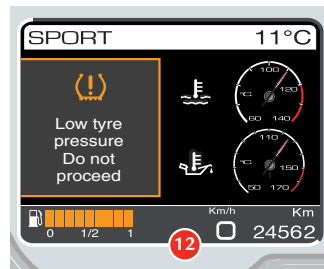 SPORT 11°C
Low tyre
pressure
Do not
proceed
100
°C 120
60 140
110
°C 150
50 170
0 1/2 1
12
Km/h
0
Km
24562